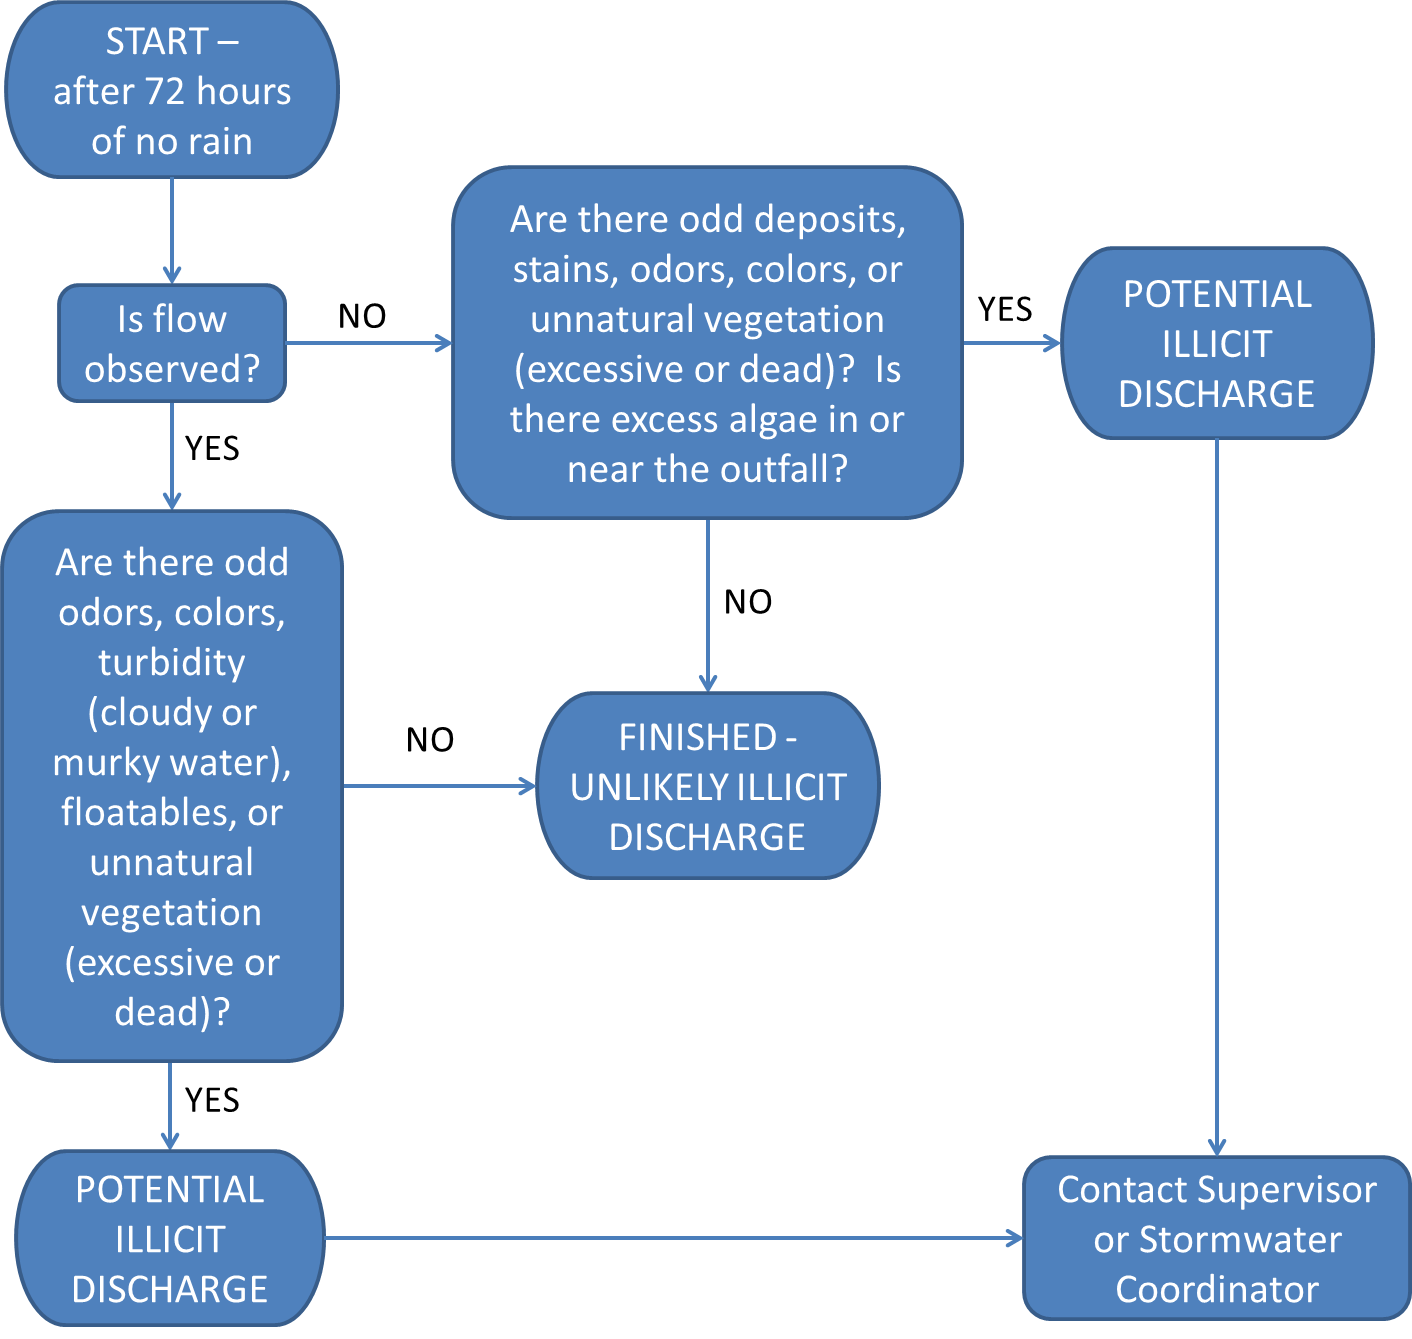 START –
after 72 hours
of no rain
Is flow
observed?
NO
Are there odd deposits,
stains, odors, colors, or
unnatural vegetation
(excessive or dead)?  Is
there excess algae in or
near the outfall?
YES
POTENTIAL
ILLICIT
DISCHARGE
YES
NO
Are there odd
odors, colors,
turbidity
(cloudy or
murky water),
floatables, or
unnatural
vegetation
(excessive or
dead)?
NO
FINISHED -
UNLIKELY ILLICIT
DISCHARGE
YES
POTENTIAL
ILLICIT
DISCHARGE
Contact Supervisor
or Stormwater
Coordinator